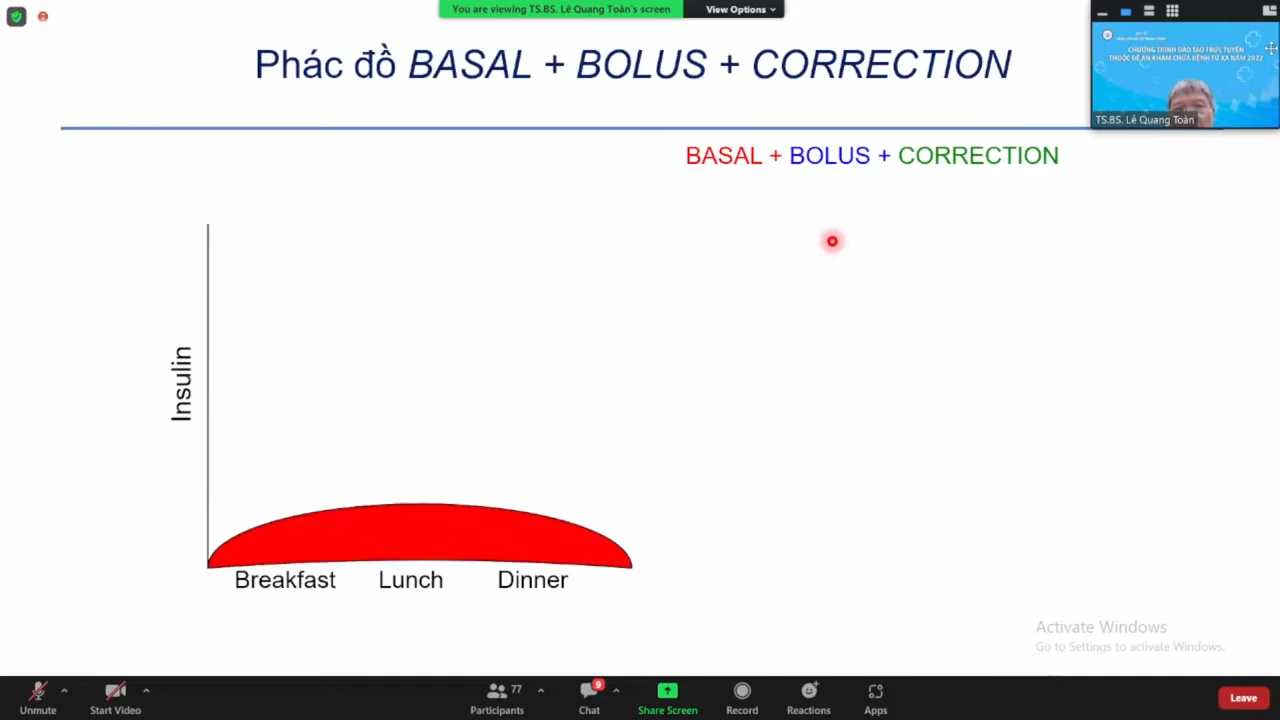 You are viewing TS.BS. Lê Quang Toàn's screen
View Options
Phác đồ BASAL + BOLUS + CORRECTION
CHƯƠNG TRÌNH ĐÀO TẠO TRỰC TUYẾN
THUỘC ĐỀ ÁN KHÁM CHỮA BỆNH TỪ XA NĂM 2022
TS.BS. Lê Quang Toàn
BASAL + BOLUS + CORRECTION
Insulin
Breakfast Lunch Dinner
Activate Windows
Go to Settings to activate Windows.
Unmute
Start Video
77
Participants
9
Chat
Share Screen
Record
Reactions
Apps
Leave